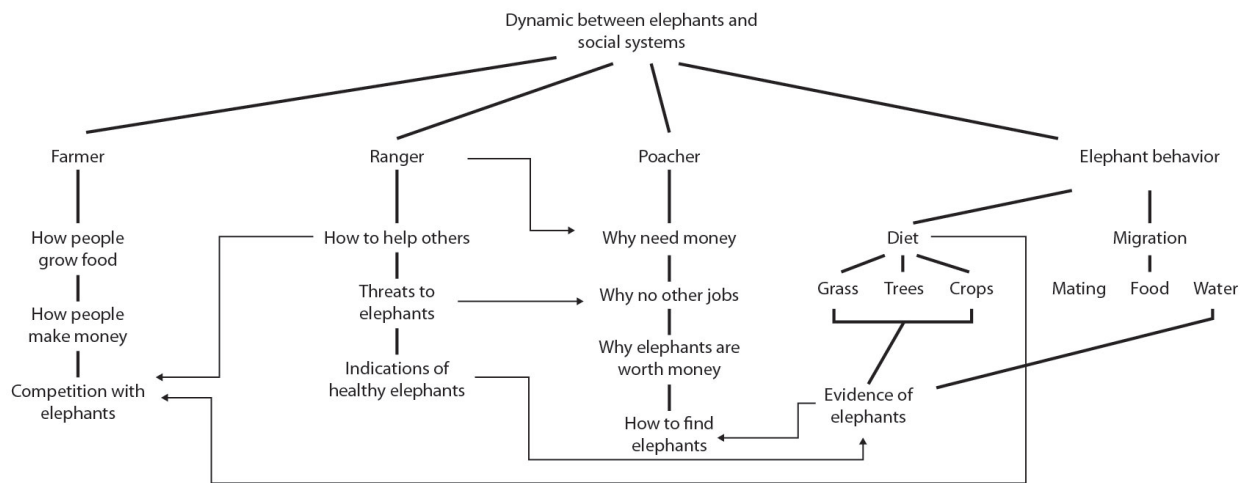 Dynamic between elephants and
social systems
Farmer
Ranger
Poacher
Elephant behavior
How people
grow food
How to help others
Why need money
Diet
Migration
Threats to
elephants
Why no other jobs
Grass
Trees
Crops
Mating
Food
Water
How people
make money
Why elephants are
worth money
Indications of
healthy elephants
Competition with
elephants
Evidence of
elephants
How to find
elephants